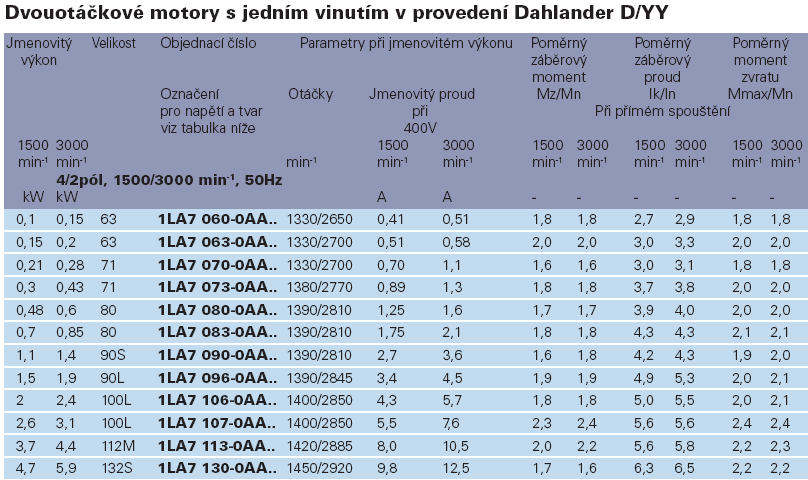 Dvouotáčkové motory s jedním vinutím v provedení Dahlander D/YY
Jmenovitý Velikost Objednací číslo Parametry při jmenovitém výkonu Poměrný Poměrný Poměrný
výkon záběrový záběrový moment
moment proud zvratu
Označení Otáčky Jmenovitý proud Mz/Mn Ik/In Mmax/Mn
pro napětí a tvar při Při přímém spouštění
viz tabulka níže 400V
1500 3000 1500 3000 1500 3000 1500 3000 1500 3000
min-1 min-1 min-1 min-1 min-1 min-1 min-1 min-1 min-1 min-1 min-1
4/2pól, 1500/3000 min-1, 50Hz
kW kW A A - - - - - -
0,1 0,15 63 1LA7 060-0AA.. 1330/2650 0,41 0,51 1,8 1,8 2,7 2,9 1,8 1,8
0,15 0,2 63 1LA7 063-0AA.. 1330/2700 0,51 0,58 2,0 2,0 3,0 3,3 2,0 2,0
0,21 0,28 71 1LA7 070-0AA.. 1330/2700 0,70 1,1 1,6 1,6 3,0 3,1 1,8 1,8
0,3 0,43 71 1LA7 073-0AA.. 1380/2770 0,89 1,3 1,8 1,8 3,7 3,8 2,0 2,0
0,48 0,6 80 1LA7 080-0AA.. 1390/2810 1,25 1,6 1,7 1,7 3,9 4,0 2,0 2,0
0,7 0,85 80 1LA7 083-0AA.. 1390/2810 1,75 2,1 1,8 1,8 4,3 4,3 2,1 2,1
1,1 1,4 90S 1LA7 090-0AA.. 1390/2810 2,7 3,6 1,6 1,8 4,2 4,3 1,9 2,0
1,5 1,9 90L 1LA7 096-0AA.. 1390/2845 3,4 4,5 1,9 1,9 4,9 5,3 2,0 2,1
2 2,4 100L 1LA7 106-0AA.. 1400/2850 4,3 5,7 1,8 1,8 5,0 5,5 2,0 2,1
2,6 3,1 100L 1LA7 107-0AA.. 1400/2850 5,5 7,6 2,3 2,4 5,6 5,6 2,4 2,4
3,7 4,4 112M 1LA7 113-0AA.. 1420/2885 8,0 10,5 2,0 2,2 5,6 5,8 2,2 2,3
4,7 5,9 132S 1LA7 130-0AA.. 1450/2920 9,8 12,5 1,7 1,6 6,3 6,5 2,2 2,2